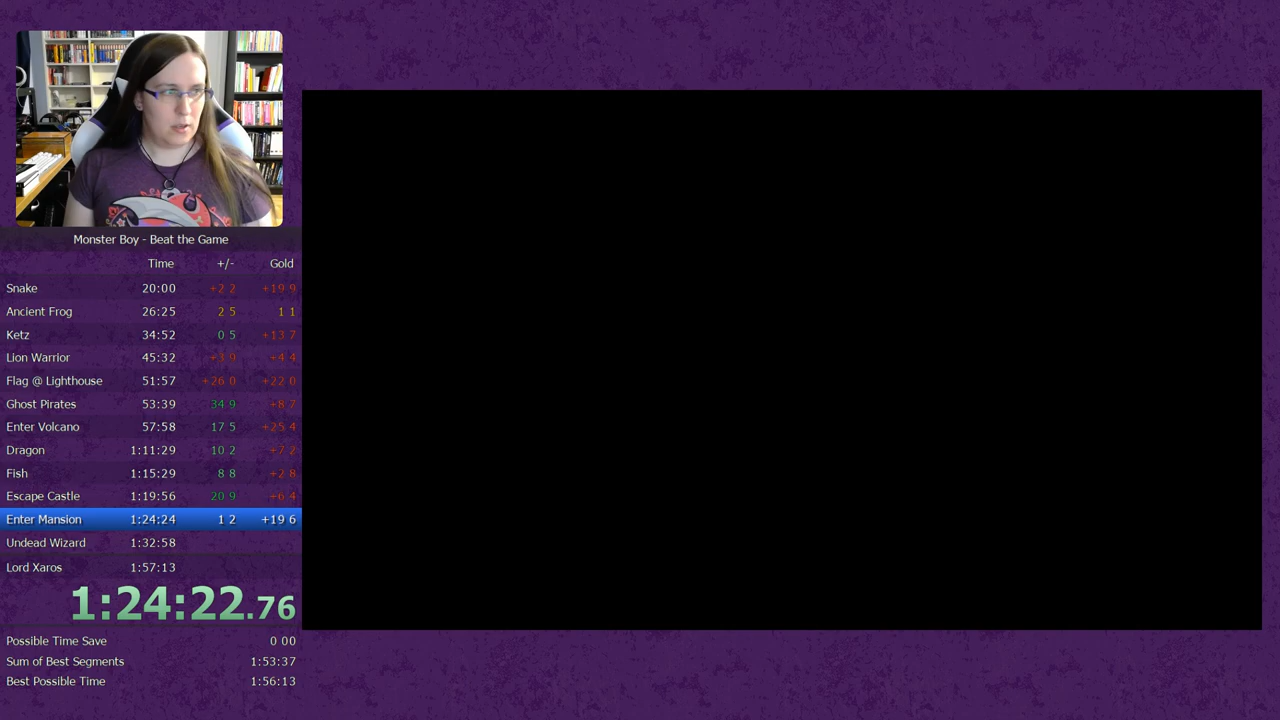 Monster Boy - Beat the Game
Time +/- Gold
Snake 20:00 +2 2 +19 9
Ancient Frog 26:25 2 5 1 1
Ketz 34:52 0 5 +13 7
Lion Warrior 45:32 +3 9 +4 4
Flag @ Lighthouse 51:57 +26 0 +22 0
Ghost Pirates 53:39 34 9 +8 7
Enter Volcano 57:58 17 5 +25 4
Dragon 1:11:29 10 2 +7 2
Fish 1:15:29 8 8 +2 8
Escape Castle 1:19:56 20 9 +6 4
Enter Mansion 1:24:24 1 2 +19 6
Undead Wizard 1:32:58
Lord Xaros 1:57:13
1:24:22.76
Possible Time Save 0 00
Sum of Best Segments 1:53:37
Best Possible Time 1:56:13